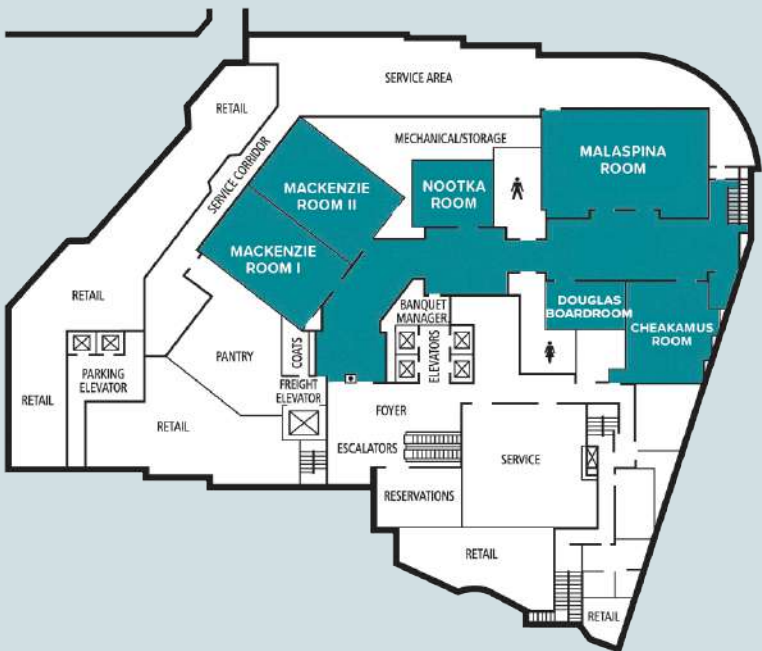 SERVICE AREA
RETAIL
MECHANICAL/STORAGE
MALASPINA
ROOM
SERVICE CORRIDOR
MACKENZIE
ROOM II
NOOTKA
ROOM
MACKENZIE
ROOM I
RETAIL
BANQUET
MANAGER
DOUGLAS
BOARDROOM
CHEAKAMUS
ROOM
PARKING
ELEVATOR
PANTRY
COATS
ELEVATORS
RETAIL
FREIGHT
ELEVATOR
FOYER
RETAIL
ESCALATORS
SERVICE
RESERVATIONS
RETAIL
RETAIL